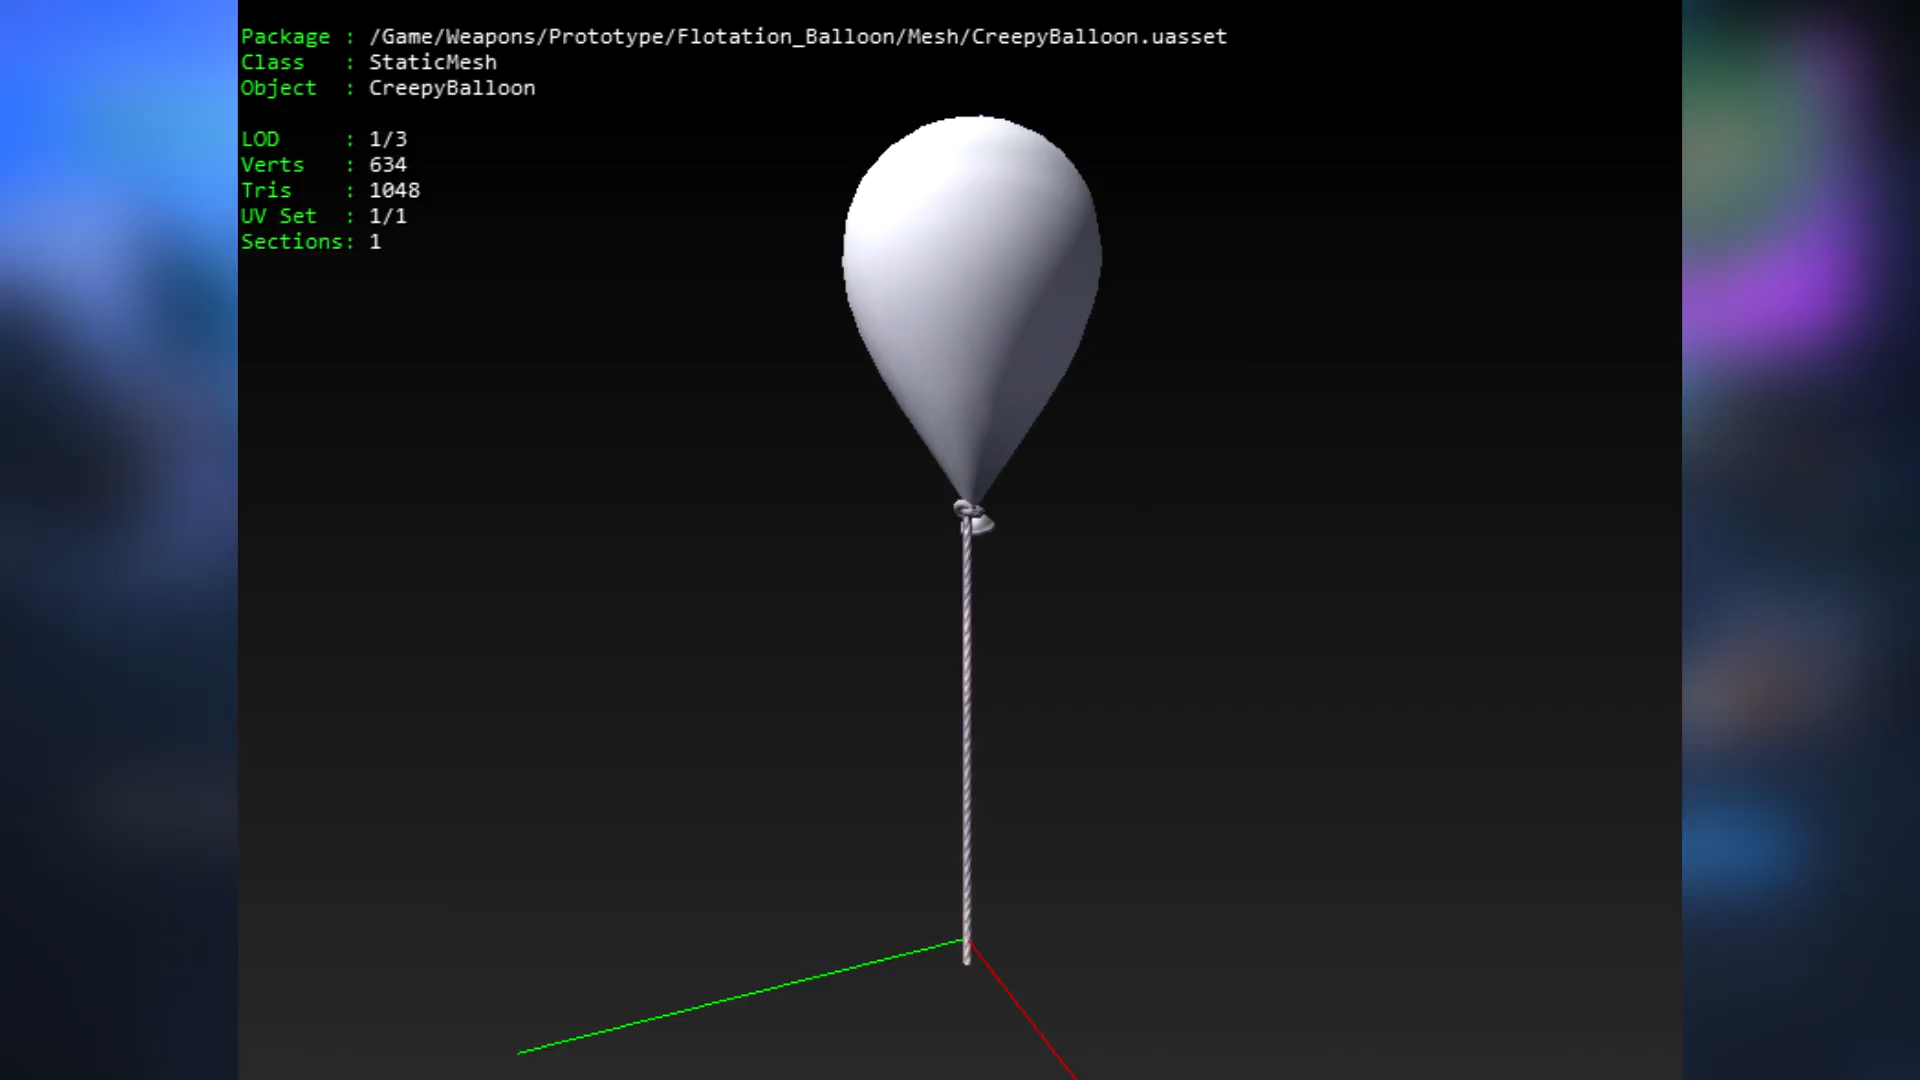 Package : /Game/Weapons/Prototype/Flotation_Balloon/Mesh/CreepyBalloon.uasset
Class : StaticMesh
Object : CreepyBalloon
LOD : 1/3
Verts : 634
Tris : 1048
UV Set : 1/1
Sections: 1